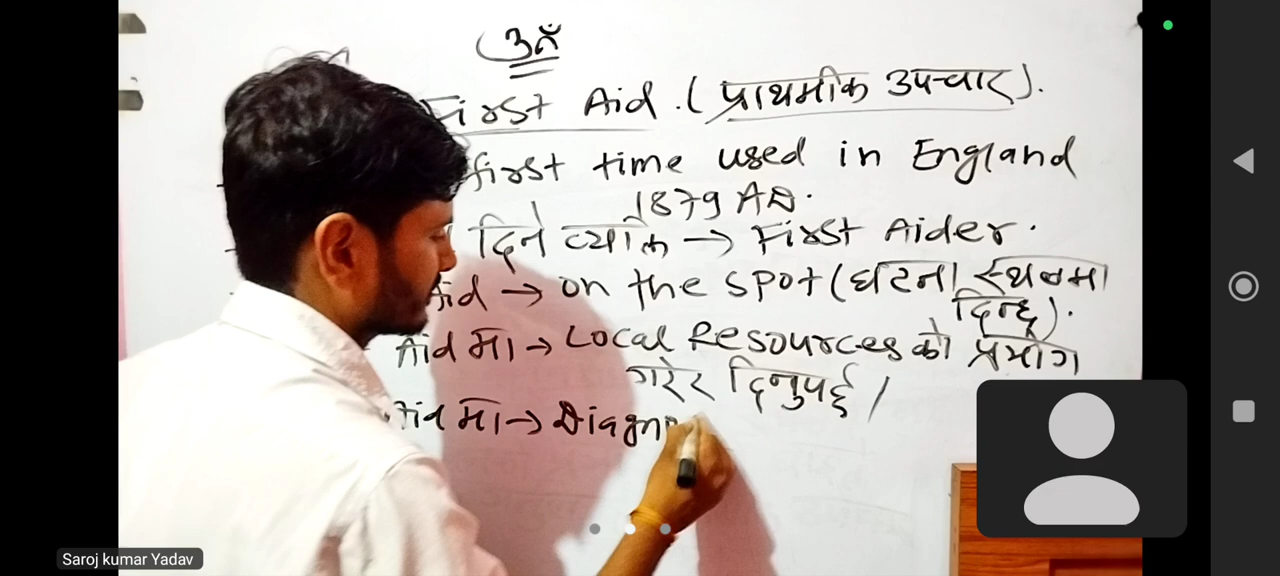 ॐ
First Aid . ( प्राथमीक उपचार ) .
first time used in England
1879 AD .
दिने व्यक्ति → First Aider .
Aid → on the spot ( घटना स्थलमा
दिन्छ ) .
Aid मा → Local Resources को प्रयोग
गरेर दिनुपर्छ ।
Aid मा → Diagn
Saroj kumar Yadav